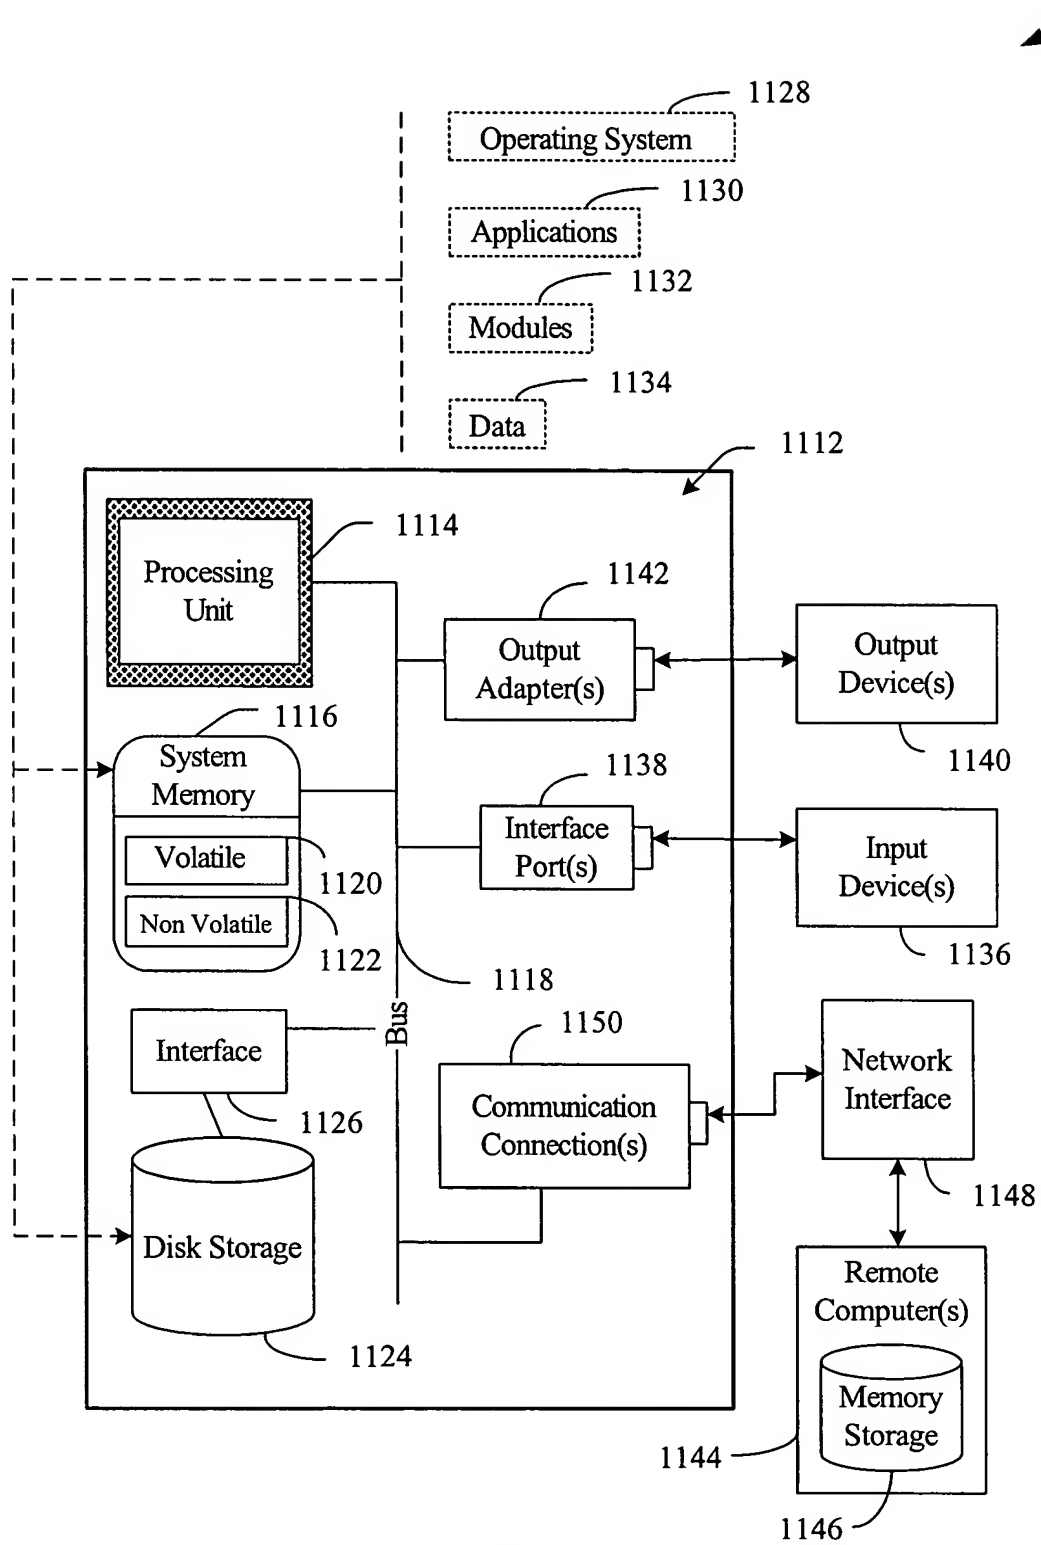 1128
Operating System
1130
Applications
1132
Modules
1134
Data
1112
1114
Processing
Unit
1142
Output
Adapter(s)
Output
Device(s)
1140
1116
System
Memory
1138
Interface
Port(s)
Input
Device(s)
1136
Volatile
1120
Non Volatile
1122
1118
Bus
Interface
1126
1150
Communication
Connection(s)
Network
Interface
1148
Disk Storage
1124
Remote
Computer(s)
Memory
Storage
1144
1146